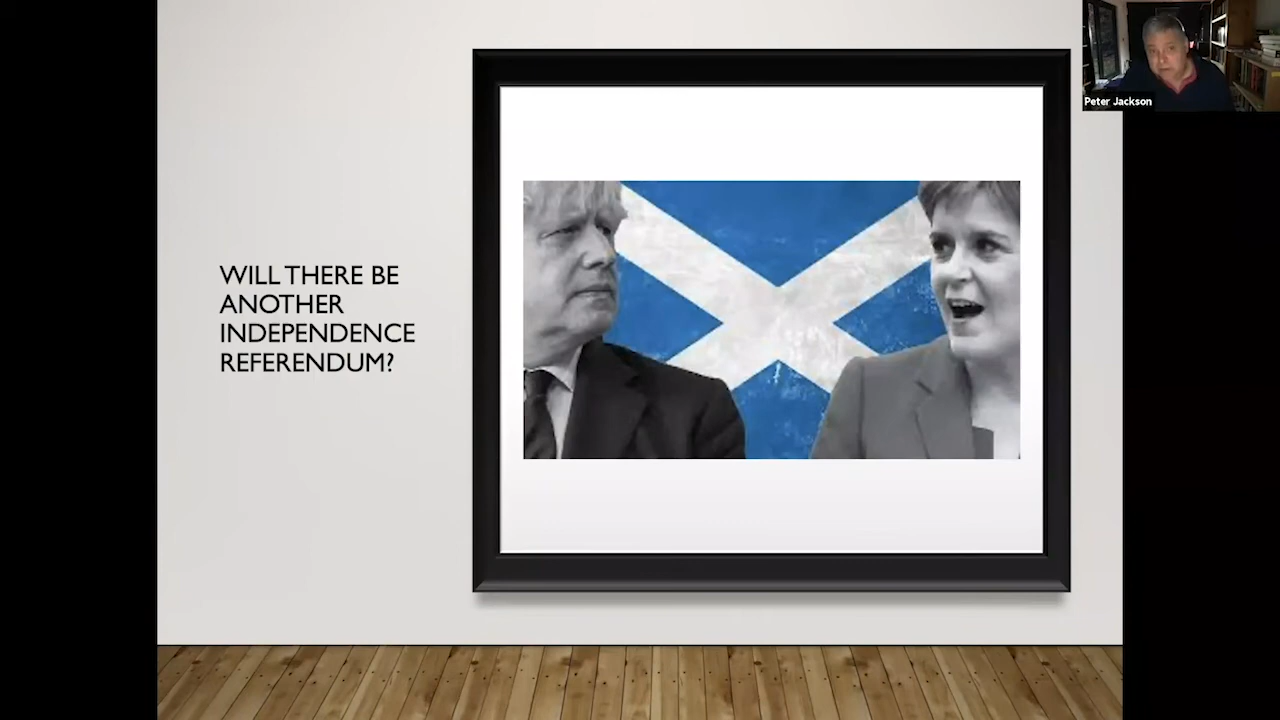 WILL THERE BE
ANOTHER
INDEPENDENCE
REFERENDUM?
Peter Jackson